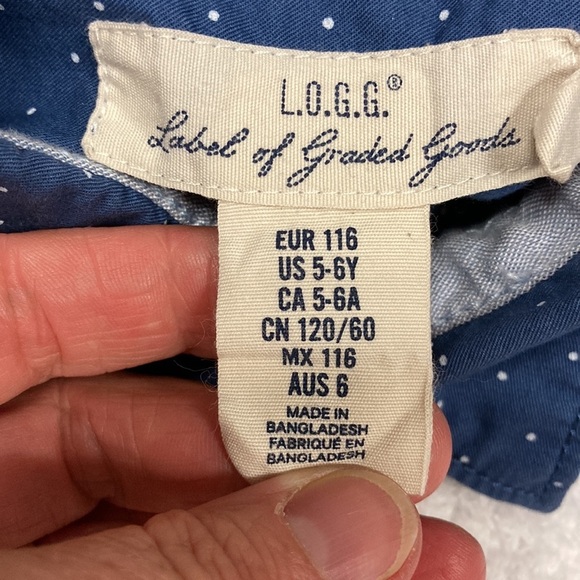 L.O.G.G.®
Label of Graded Goods
EUR 116
US 5-6Y
CA 5-6A
CN 120/60
MX 116
AUS 6
MADE IN
BANGLADESH
FABRIQUÉ EN
BANGLADESH